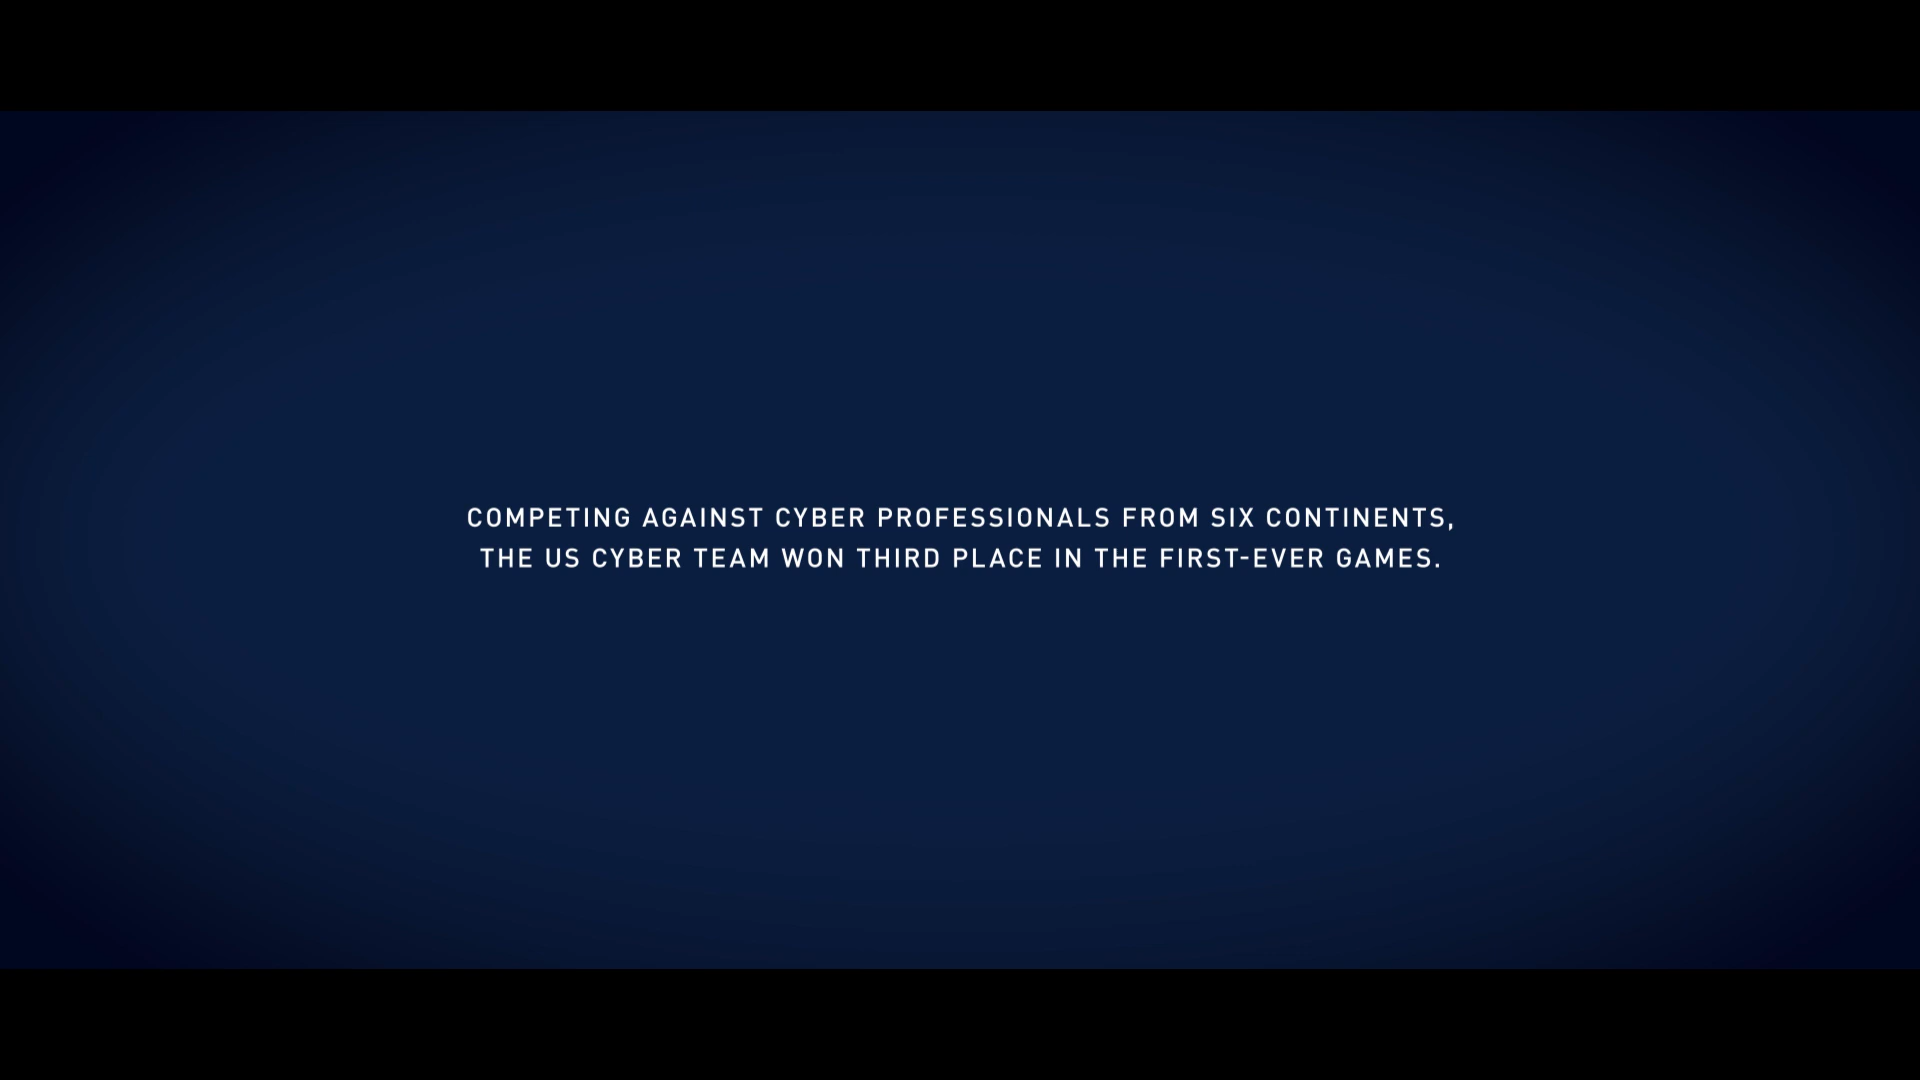 COMPETING AGAINST CYBER PROFESSIONALS FROM SIX CONTINENTS,
THE US CYBER TEAM WON THIRD PLACE IN THE FIRST-EVER GAMES.